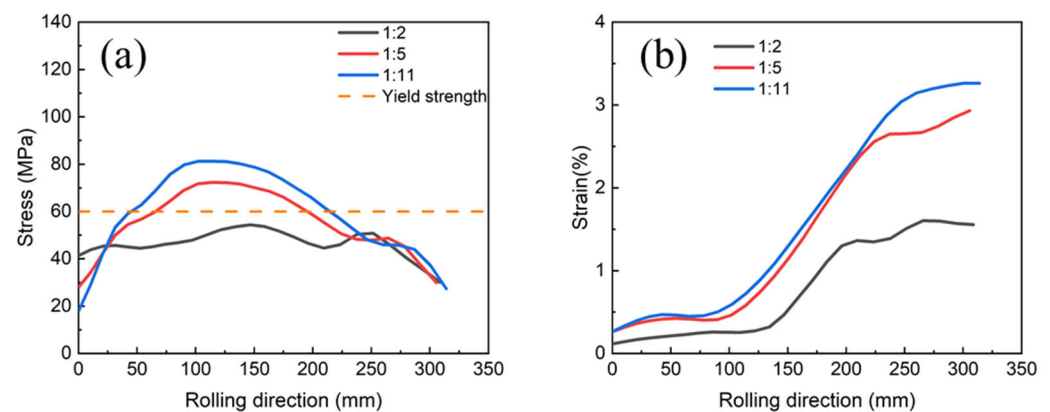 (a)
1:2
1:5
1:11
Yield strength
Stress (MPa)
140
120
100
80
60
40
20
0
0 50 100 150 200 250 300 350
Rolling direction (mm)
(b)
1:2
1:5
1:11
Strain(%)
4
3
2
1
0
0 50 100 150 200 250 300 350
Rolling direction (mm)